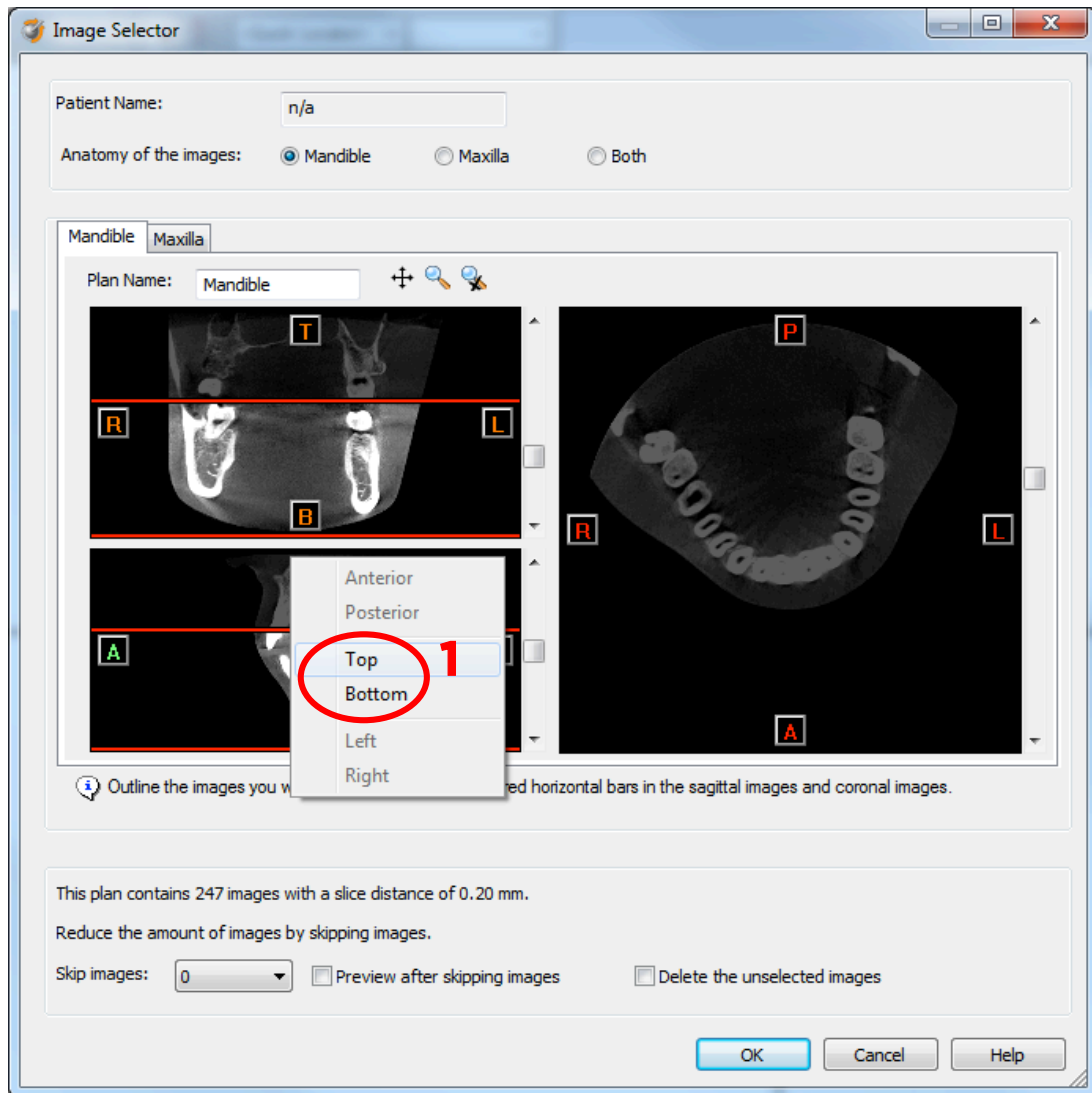 Image Selector
Patient Name:
n/a
Anatomy of the images:
Mandible
Maxilla
Both
Mandible
Maxilla
Plan Name:
Mandible
T
R
L
B
P
R
L
A
A
Anterior
Posterior
Top
Bottom
Left
Right
1
Outline the images you w
red horizontal bars in the sagittal images and coronal images.
This plan contains 247 images with a slice distance of 0.20 mm.
Reduce the amount of images by skipping images.
Skip images:
0
Preview after skipping images
Delete the unselected images
OK
Cancel
Help